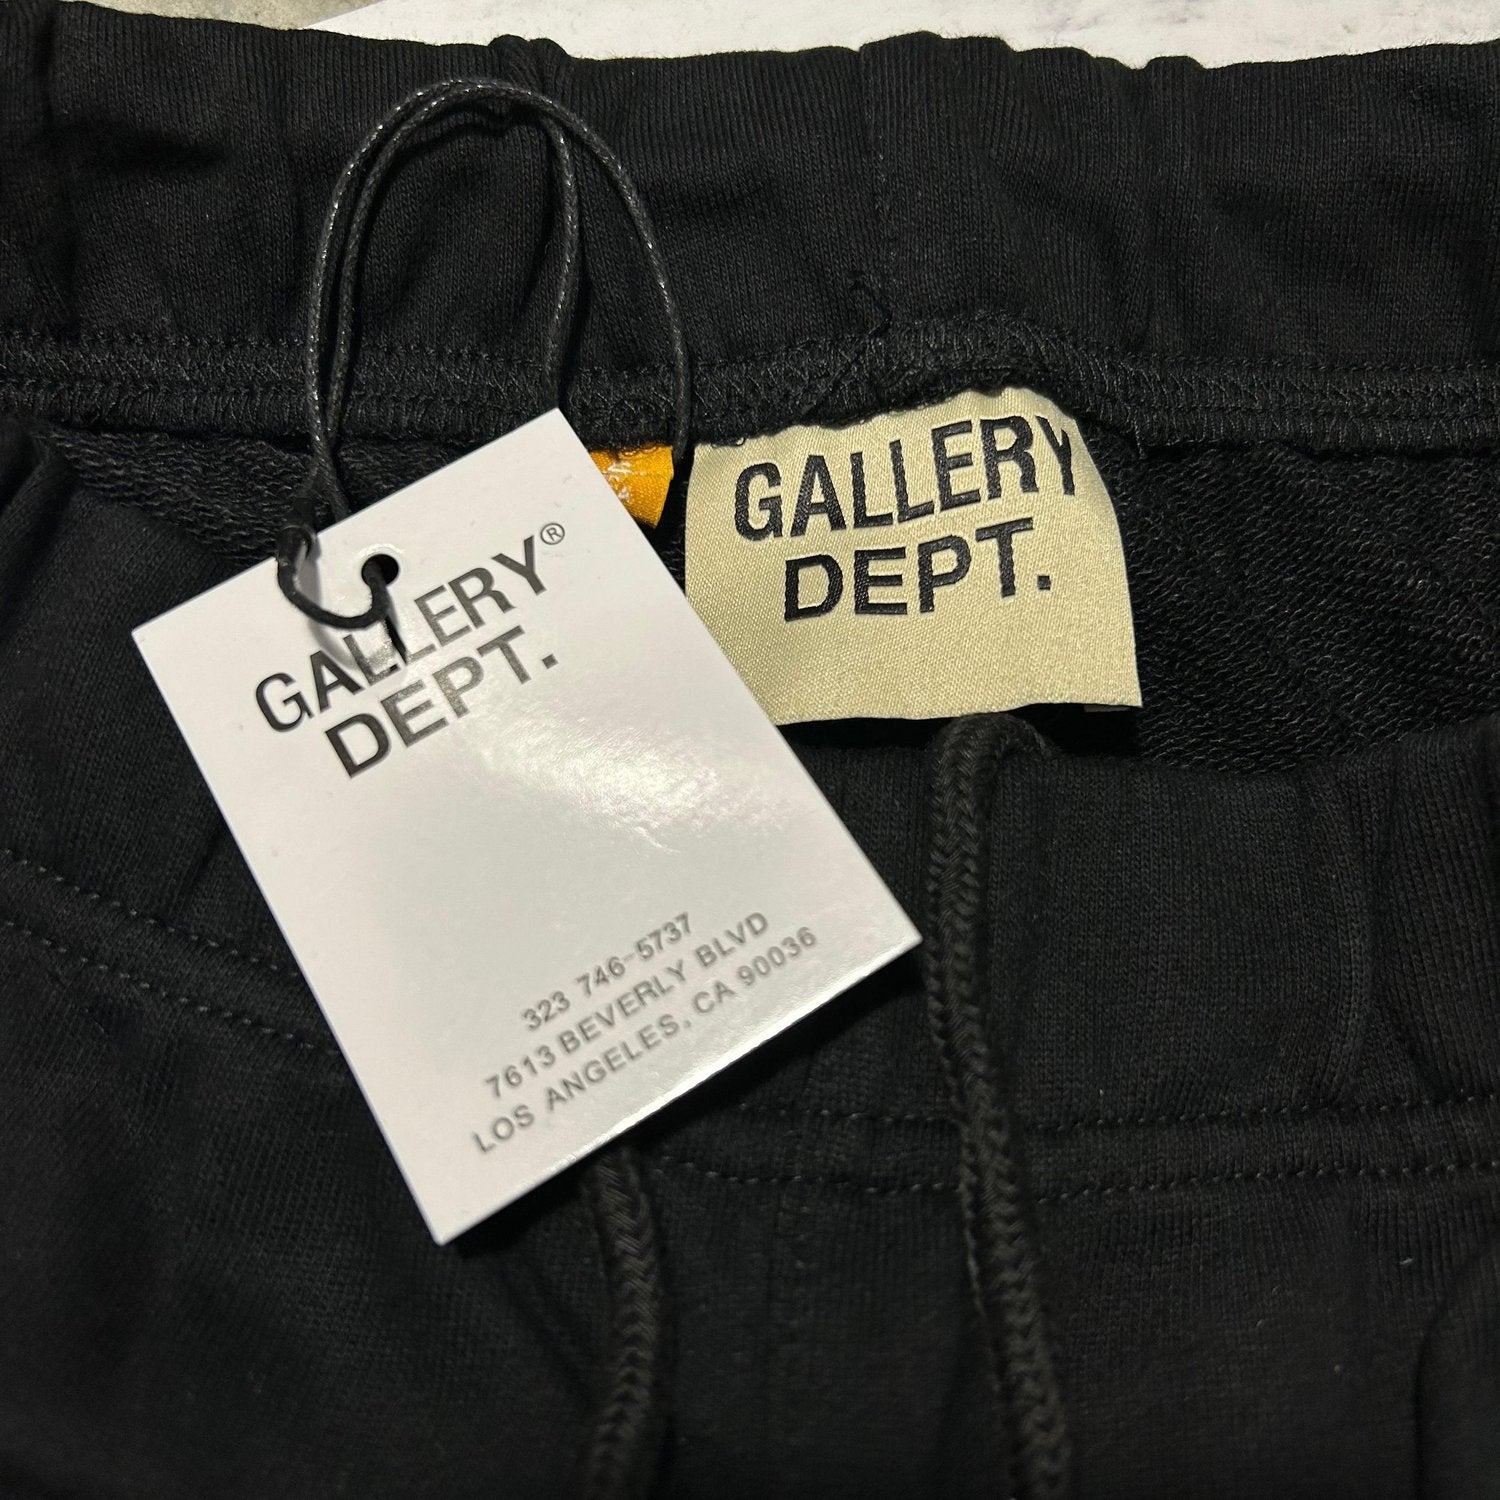 GALLERY®
DEPT.
323 746-5737
7613 BEVERLY BLVD
LOS ANGELES, CA 90036
GALLERY
DEPT.